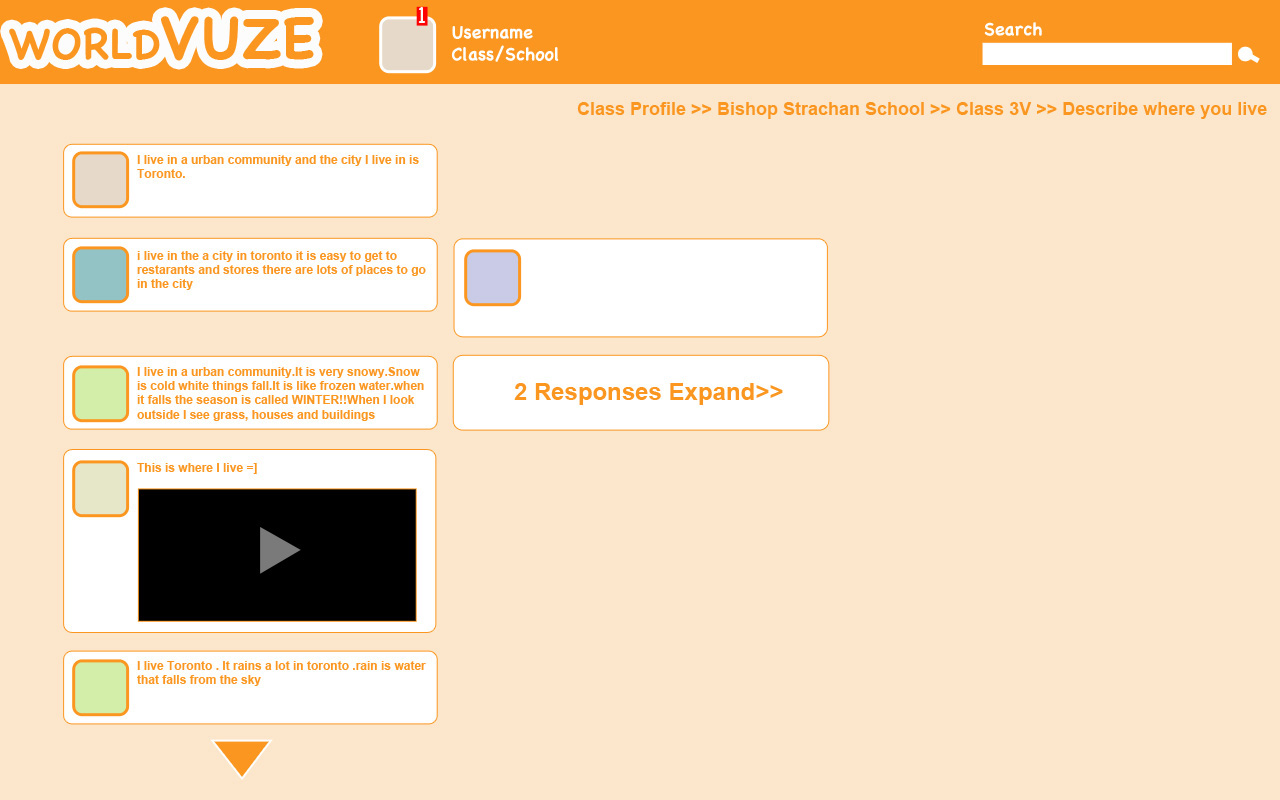 WORLDVUZE
1
Username
Class/School
Search
Class Profile >> Bishop Strachan School >> Class 3V >> Describe where you live
I live in a urban community and the city I live in is
Toronto.
i live in the a city in toronto it is easy to get to
restarants and stores there are lots of places to go
in the city
I live in a urban community.It is very snowy.Snow
is cold white things fall.It is like frozen water.when
it falls the season is called WINTER!!When I look
outside I see grass, houses and buildings
2 Responses Expand>>
This is where I live =]
I live Toronto . It rains a lot in toronto .rain is water
that falls from the sky